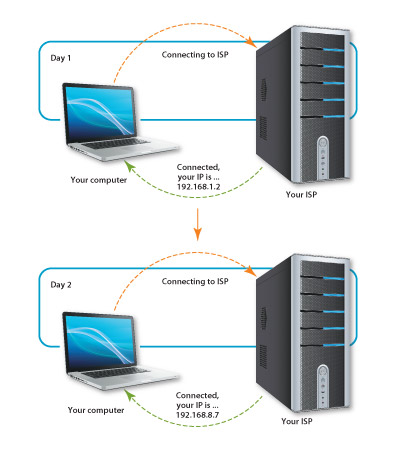 Day 1
Connecting to ISP
Connected,
your IP is ...
192.168.1.2
Your computer
Your ISP
Day 2
Connecting to ISP
Connected,
your IP is ...
192.168.8.7
Your computer
Your ISP